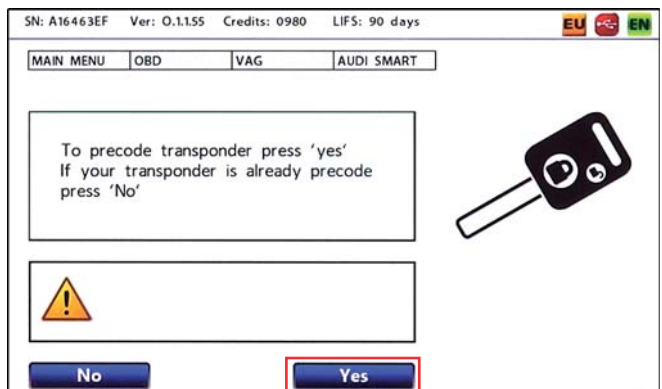 SN: A16463EF Ver: O.1.1.55 Credits: 0980 LIFS: 90 days EU EN
MAIN MENU OBD VAG AUDI SMART
To precode transponder press ‘yes‘
If your transponder is already precode
press ‘No‘
No Yes